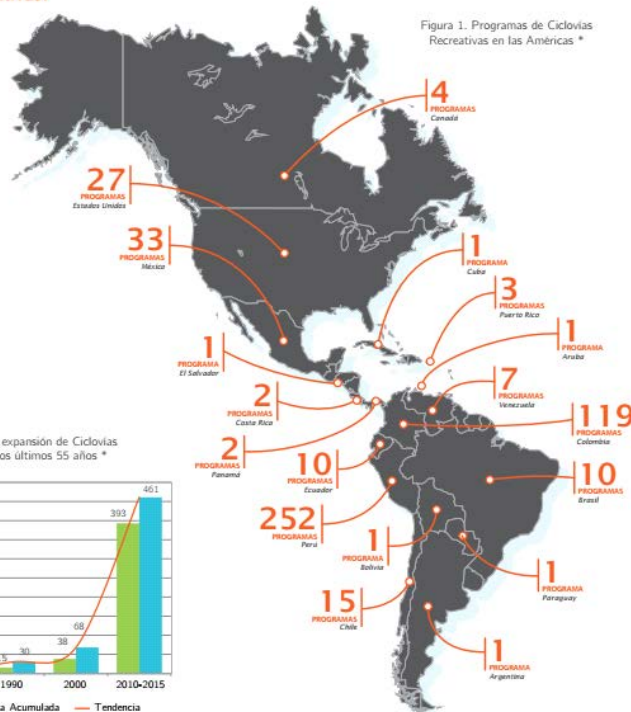 Figura 1. Programas de Ciclovías
Recreativas en las Américas *
4
PROGRAMAS
Canadá
27
PROGRAMAS
Estados Unidos
33
PROGRAMAS
México
1
PROGRAMA
Cuba
3
PROGRAMAS
Puerto Rico
1
PROGRAMA
El Salvador
1
PROGRAMA
Aruba
2
PROGRAMAS
Costa Rica
7
PROGRAMAS
Venezuela
119
PROGRAMAS
Colombia
2
PROGRAMAS
Panamá
10
PROGRAMAS
Ecuador
10
PROGRAMAS
Brasil
252
PROGRAMAS
Perú
1
PROGRAMA
Bolivia
1
PROGRAMA
Paraguay
15
PROGRAMAS
Chile
1
PROGRAMA
Argentina
expansión de Ciclovías
os últimos 55 años *
461
393
68
38
30
5
1990 2000 2010-2015
a Acumulada Tendencia